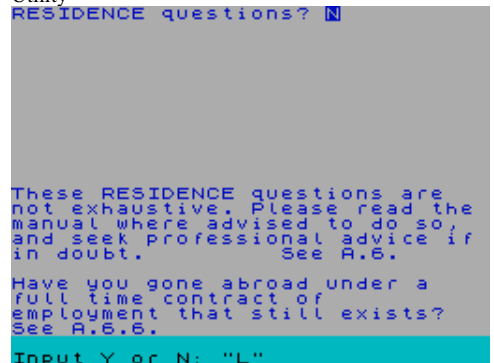 Utility
RESIDENCE questions? N
These RESIDENCE questions are
not exhaustive. Please read the
manual where advised to do so,
and seek professional advice if
in doubt. See A.6.
Have you gone abroad under a
full time contract of
employment that still exists?
See A.6.6.
Input Y or N: "L"